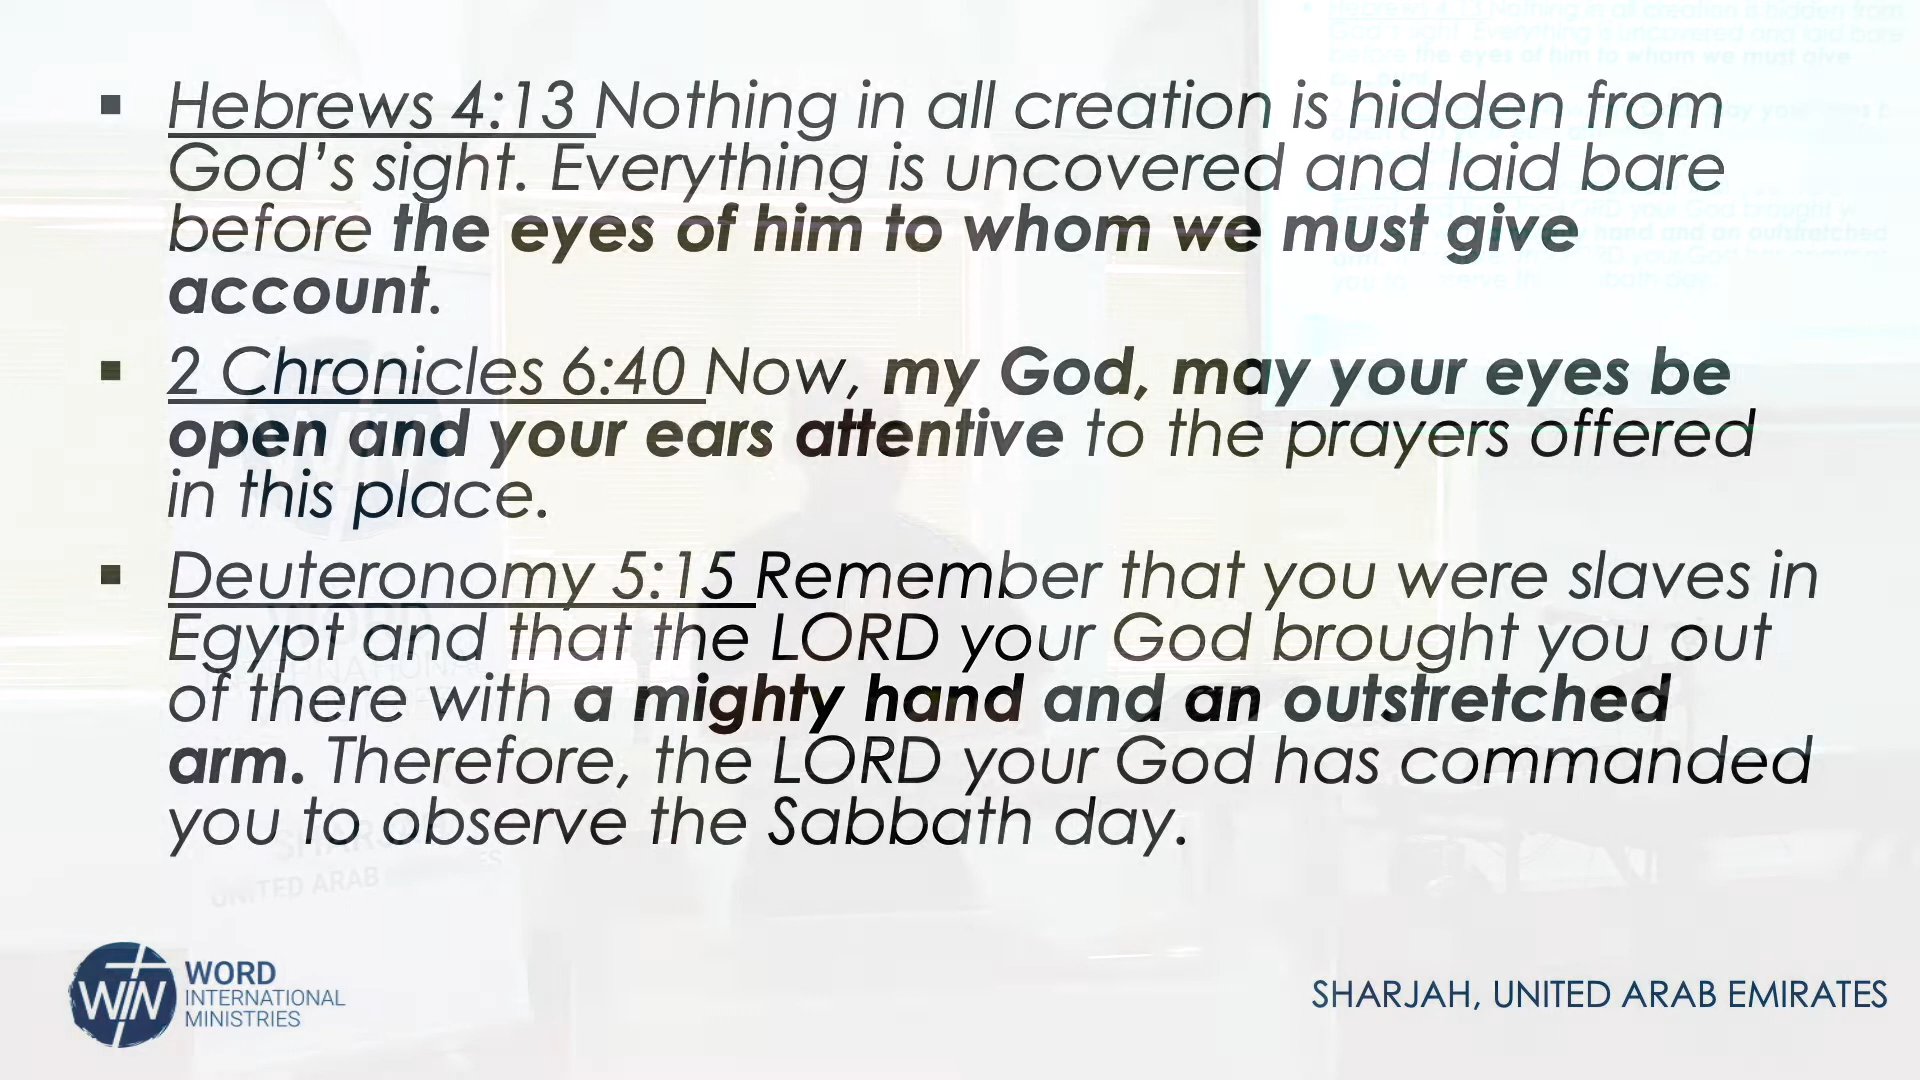 ▪ Hebrews 4:13 Nothing in all creation is hidden from
God’s sight. Everything is uncovered and laid bare
before the eyes of him to whom we must give
account.
▪ 2 Chronicles 6:40 Now, my God, may your eyes be
open and your ears attentive to the prayers offered
in this place.
▪ Deuteronomy 5:15 Remember that you were slaves in
Egypt and that the LORD your God brought you out
of there with a mighty hand and an outstretched
arm. Therefore, the LORD your God has commanded
you to observe the Sabbath day.
WIN
WORD
INTERNATIONAL
MINISTRIES
SHARJAH, UNITED ARAB EMIRATES